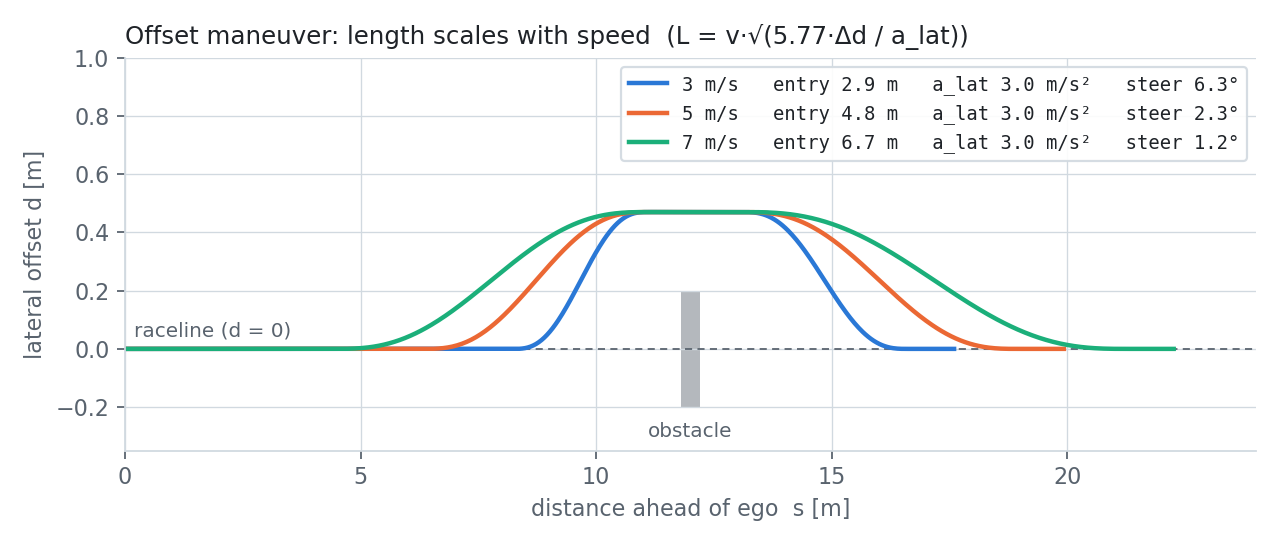 Offset maneuver: length scales with speed  (L = v·√(5.77·Δd / a_lat))
3 m/s   entry 2.9 m   a_lat 3.0 m/s²   steer 6.3°
5 m/s   entry 4.8 m   a_lat 3.0 m/s²   steer 2.3°
7 m/s   entry 6.7 m   a_lat 3.0 m/s²   steer 1.2°
lateral offset d [m]
1.0
0.8
0.6
0.4
0.2
0.0
−0.2
raceline (d = 0)
obstacle
0 5 10 15 20
distance ahead of ego  s [m]